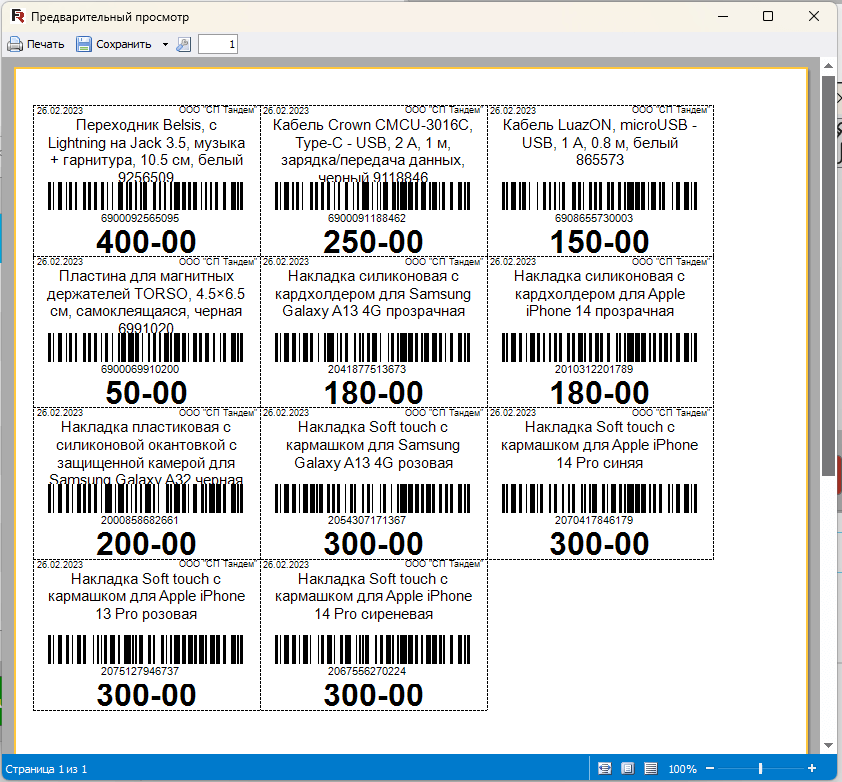 Предварительный просмотр
Печать Сохранить 1
26.02.2023 ООО "СП Тандем"
Переходник Belsis, с
Lightning на Jack 3.5, музыка
+ гарнитура, 10.5 см, белый
9256509
6900092565095
400-00
26.02.2023 ООО "СП Тандем"
Кабель Crown CMCU-3016C,
Type-C - USB, 2 А, 1 м,
зарядка/передача данных,
черный 9118846
6900091188462
250-00
26.02.2023 ООО "СП Тандем"
Кабель LuazON, microUSB -
USB, 1 А, 0.8 м, белый
865573
6908655730003
150-00
26.02.2023 ООО "СП Тандем"
Пластина для магнитных
держателей TORSO, 4.5×6.5
см, самоклеящаяся, черная
6991020
6900069910200
50-00
26.02.2023 ООО "СП Тандем"
Накладка силиконовая с
кардхолдером для Samsung
Galaxy A13 4G прозрачная
2041877513673
180-00
26.02.2023 ООО "СП Тандем"
Накладка силиконовая с
кардхолдером для Apple
iPhone 14 прозрачная
2010312201789
180-00
26.02.2023 ООО "СП Тандем"
Накладка пластиковая с
силиконовой окантовкой с
защищенной камерой для
Samsung Galaxy A32 черная
2000858682661
200-00
26.02.2023 ООО "СП Тандем"
Накладка Soft touch с
кармашком для Samsung
Galaxy A13 4G розовая
2054307171367
300-00
26.02.2023 ООО "СП Тандем"
Накладка Soft touch с
кармашком для Apple iPhone
14 Pro синяя
2070417846179
300-00
26.02.2023 ООО "СП Тандем"
Накладка Soft touch с
кармашком для Apple iPhone
13 Pro розовая
2075127946737
300-00
26.02.2023 ООО "СП Тандем"
Накладка Soft touch с
кармашком для Apple iPhone
14 Pro сиреневая
2067556270224
300-00
Страница 1 из 1 100%